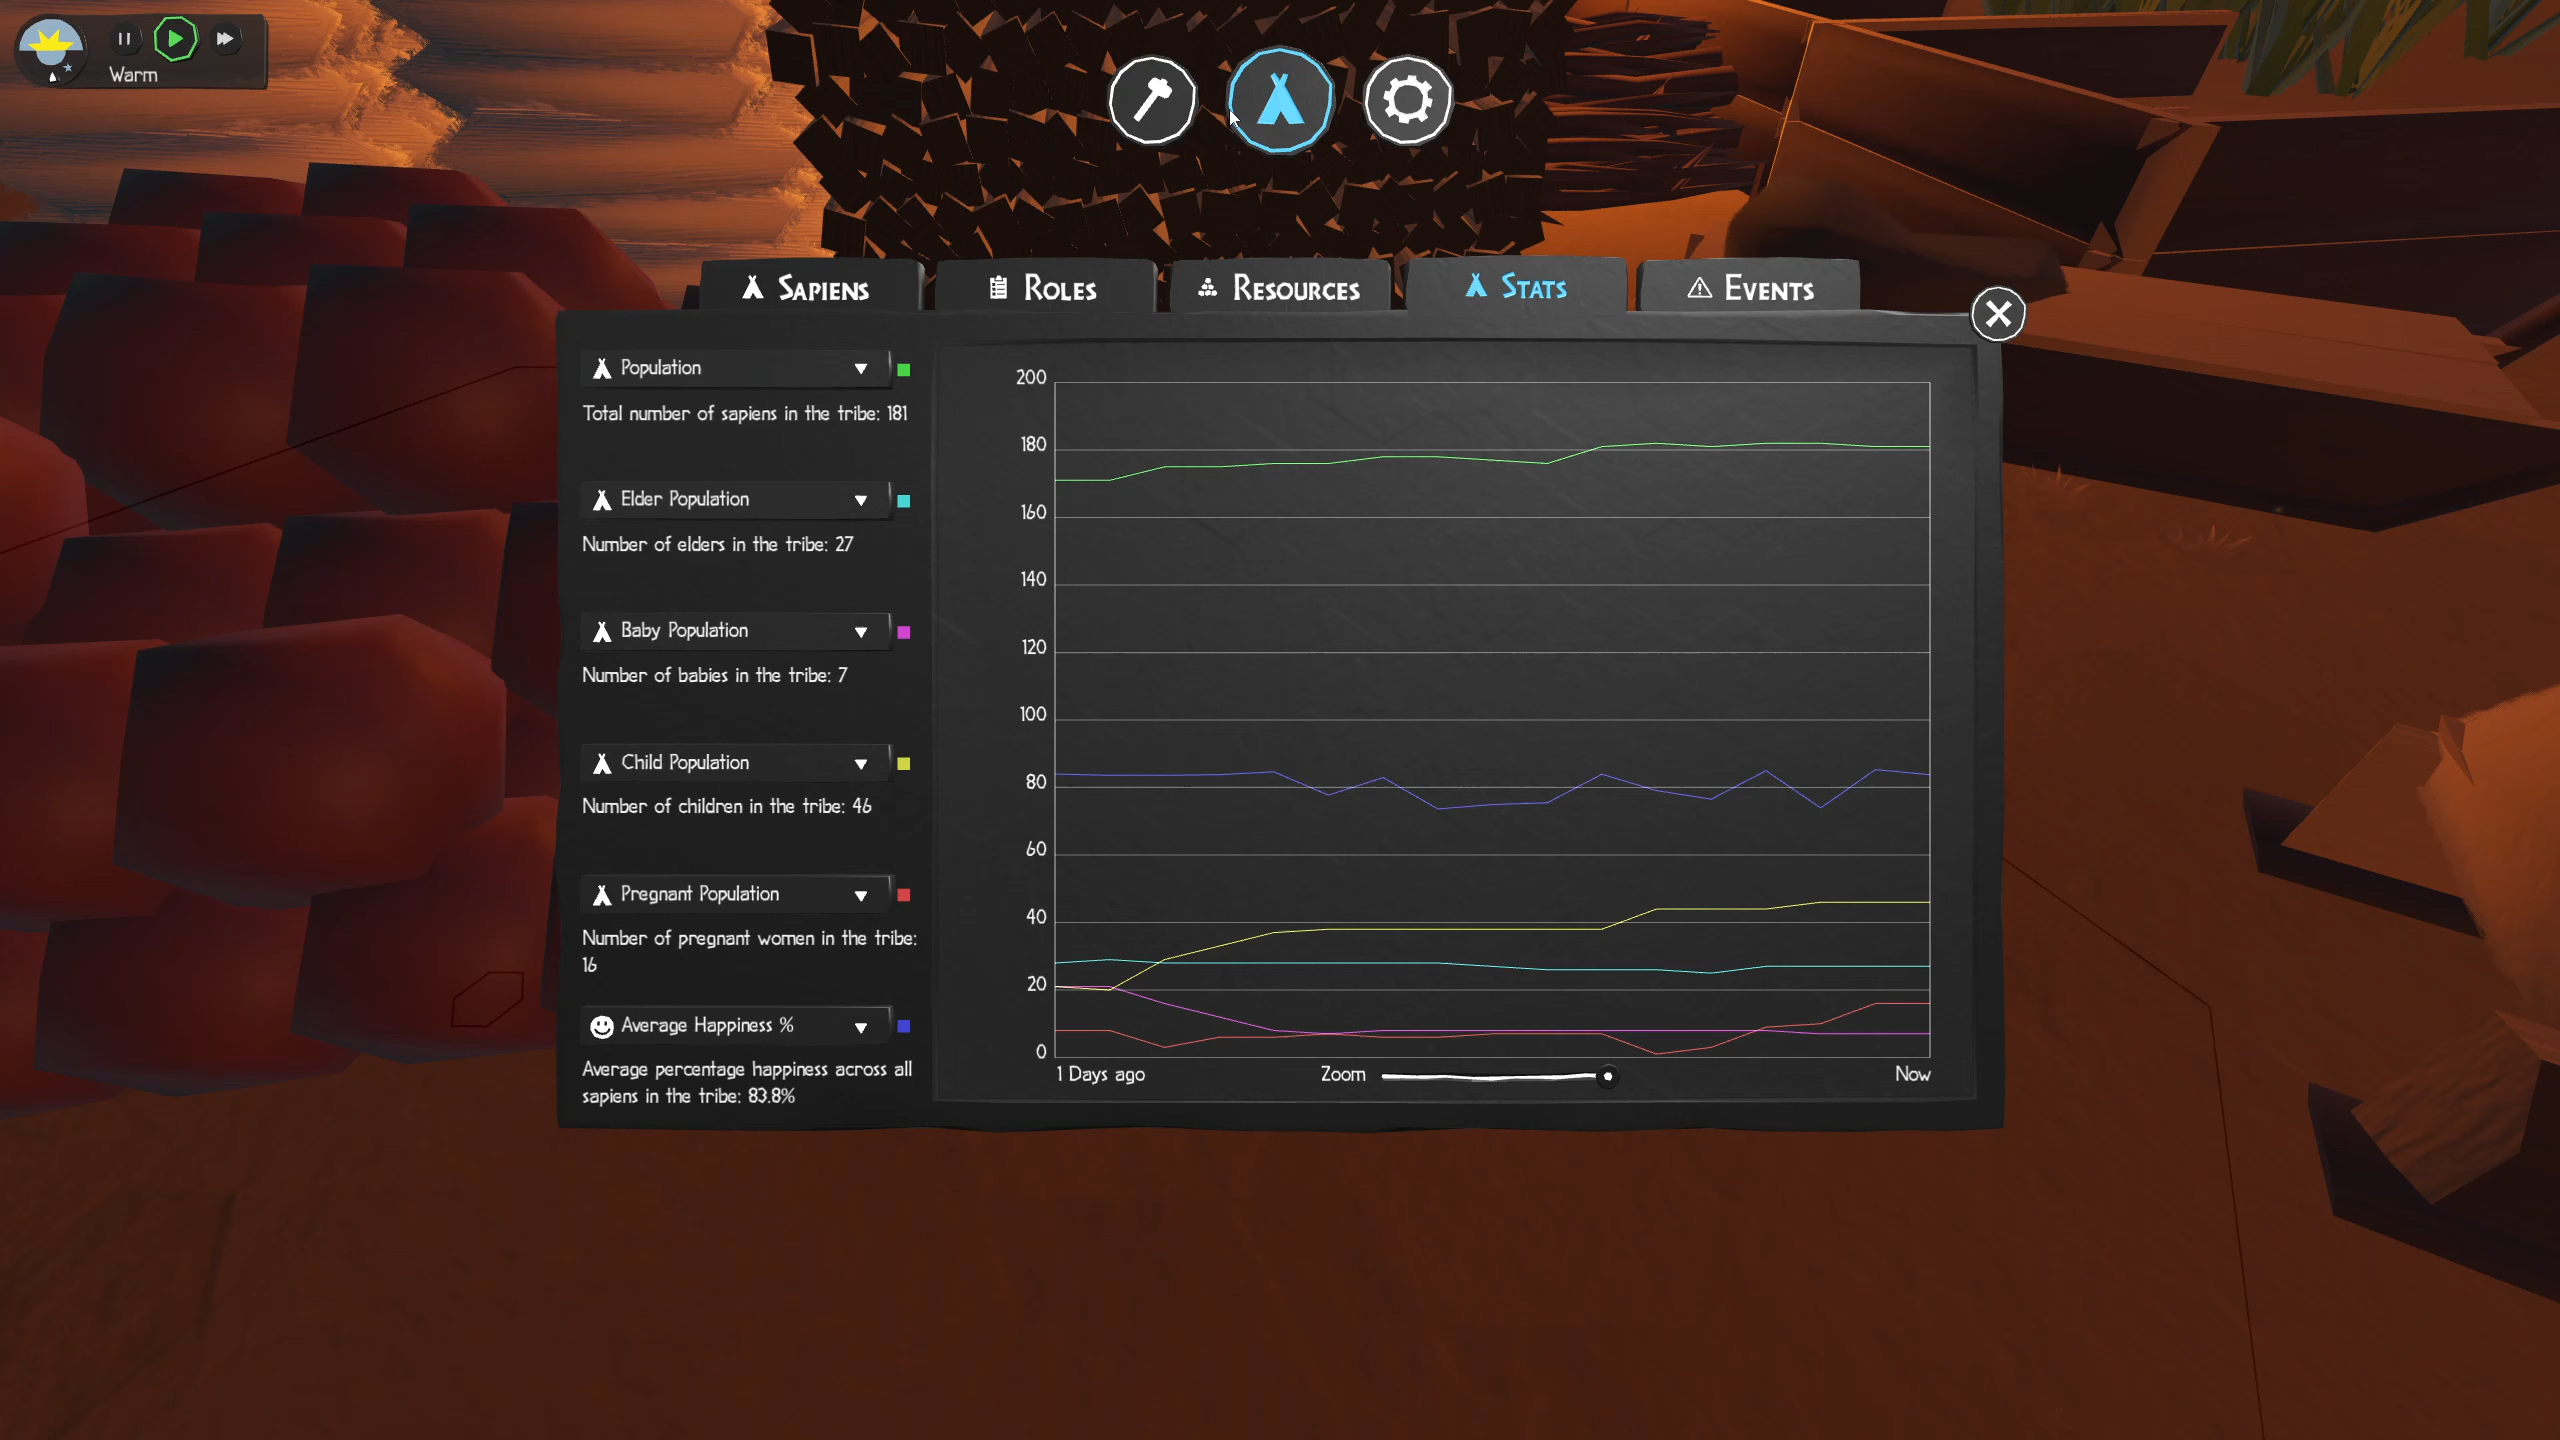 Warm
SAPIENS
ROLES
RESOURCES
STATS
EVENTS
Population
Total number of sapiens in the tribe: 181
Elder Population
Number of elders in the tribe: 27
Baby Population
Number of babies in the tribe: 7
Child Population
Number of children in the tribe: 46
Pregnant Population
Number of pregnant women in the tribe:
16
Average Happiness %
Average percentage happiness across all
sapiens in the tribe: 83.8%
200
180
160
140
120
100
80
60
40
20
0
1 Days ago
Zoom
Now